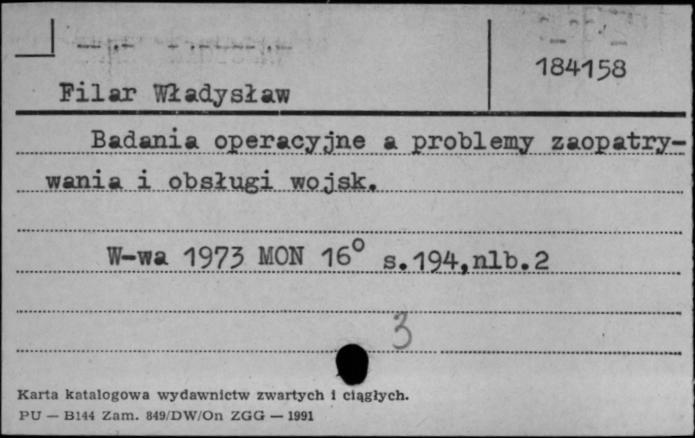 184158
Filar Władysław
Badania operacyjne a problemy zaopatry-
wania i obsługi wojsk.
W-wa 1973 MON 16° s.194,nlb.2
3
Karta katalogowa wydawnictw zwartych i ciągłych.
PU — B144 Zam. 849/DW/On ZGG — 1991